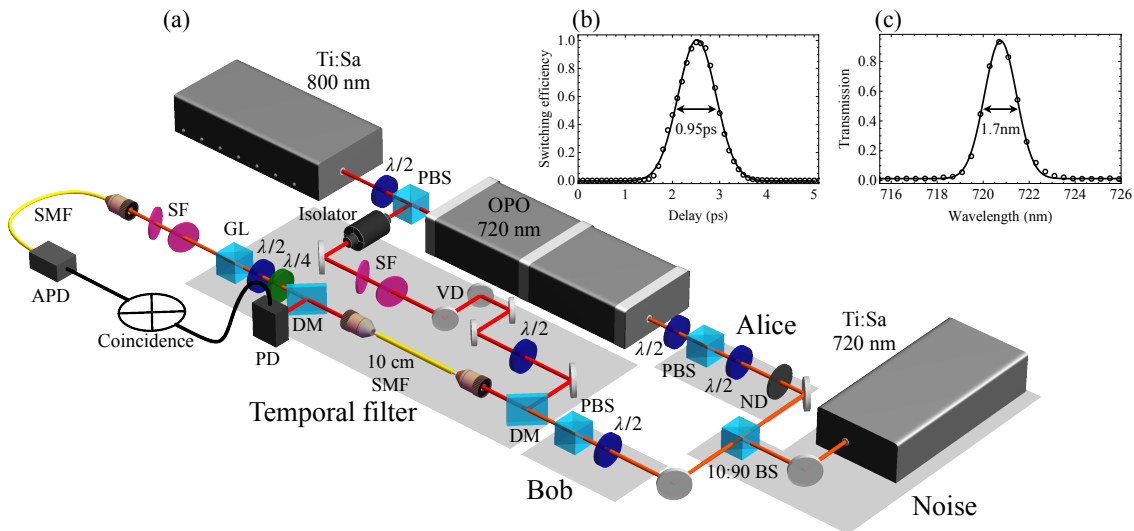 (a)
Ti:Sa
800 nm
λ/2
PBS
Isolator
OPO
720 nm
SMF
SF
GL
λ/2
λ/4
SF
VD
APD
Coincidence
PD
DM
10 cm
SMF
λ/2
Temporal filter
DM
PBS
λ/2
Bob
λ/2
PBS
λ/2
Alice
ND
10:90 BS
Ti:Sa
720 nm
Noise
(b)
Switching efficiency
1.0
0.8
0.6
0.4
0.2
0.0
0.95ps
0 1 2 3 4 5
Delay (ps)
(c)
Transmission
0.8
0.6
0.4
0.2
0.0
1.7nm
716 718 720 722 724 726
Wavelength (nm)